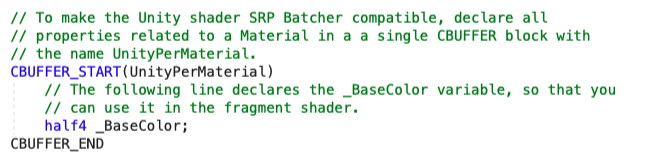 // To make the Unity shader SRP Batcher compatible, declare all
// properties related to a Material in a a single CBUFFER block with
// the name UnityPerMaterial.
CBUFFER_START(UnityPerMaterial)
// The following line declares the _BaseColor variable, so that you
// can use it in the fragment shader.
half4 _BaseColor;
CBUFFER_END